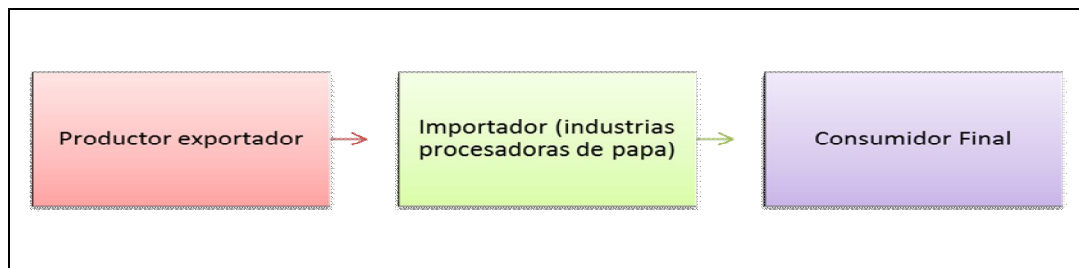 Productor exportador
Importador (industrias
procesadoras de papa)
Consumidor Final